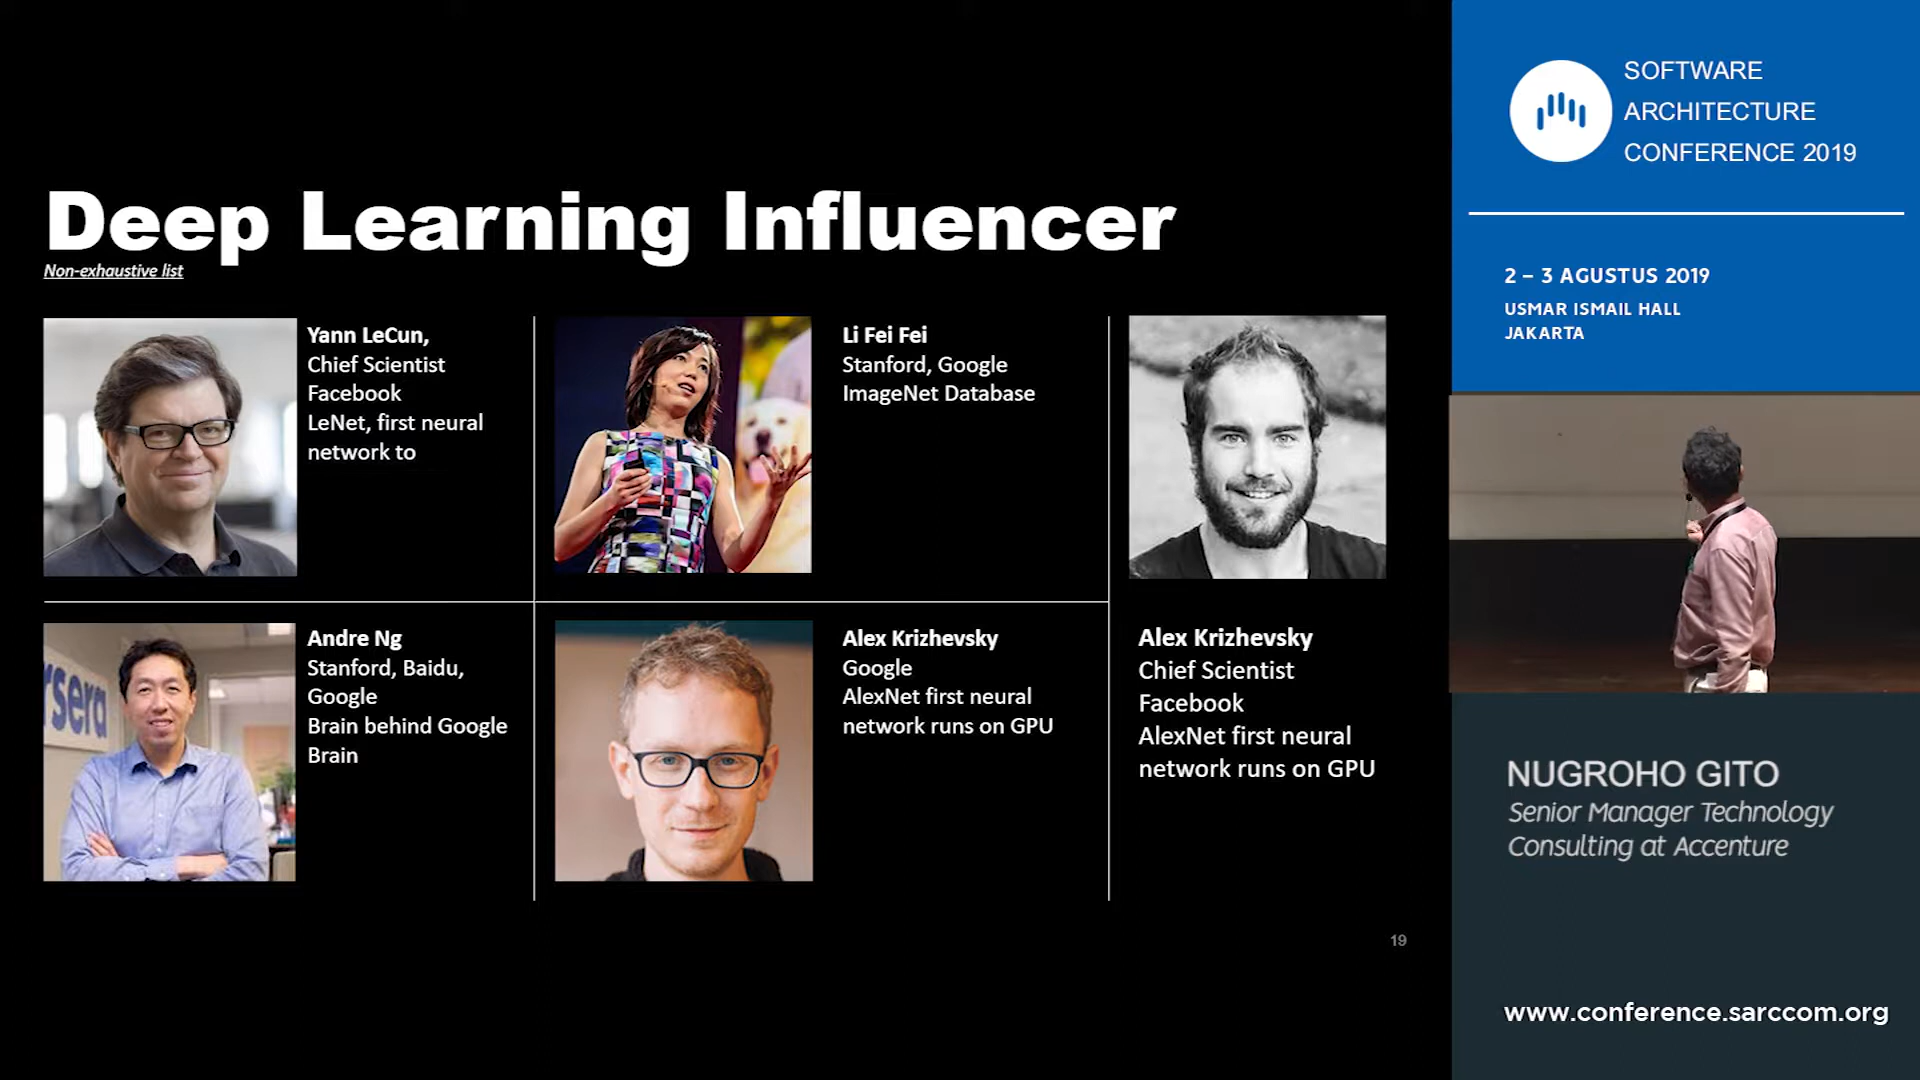 Deep Learning Influencer
Non-exhaustive list
Yann LeCun,
Chief Scientist
Facebook
LeNet, first neural
network to
Li Fei Fei
Stanford, Google
ImageNet Database
rsera
Andre Ng
Stanford, Baidu,
Google
Brain behind Google
Brain
Alex Krizhevsky
Google
AlexNet first neural
network runs on GPU
Alex Krizhevsky
Chief Scientist
Facebook
AlexNet first neural
network runs on GPU
19
SOFTWARE
ARCHITECTURE
CONFERENCE 2019
2 – 3 AGUSTUS 2019
USMAR ISMAIL HALL
JAKARTA
NUGROHO GITO
Senior Manager Technology
Consulting at Accenture
www.conference.sarccom.org